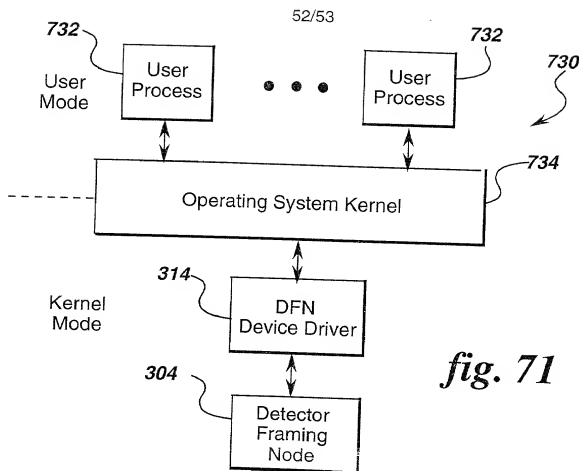 52/53
732
732
User
Process
User
Process
User
Mode
730
734
Operating System Kernel
314
DFN
Device Driver
Kernel
Mode
304
Detector
Framing
Node
fig. 71